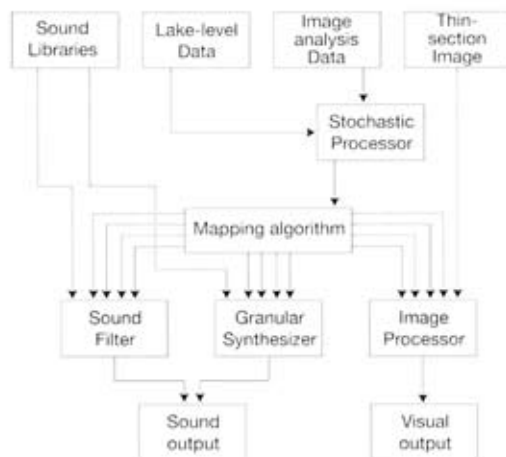 Sound
Libraries
Lake-level
Data
Image
analysis
Data
Thin-
section
Image
Stochastic
Processor
Mapping algorithm
Sound
Filter
Granular
Synthesizer
Image
Processor
Sound
output
Visual
output